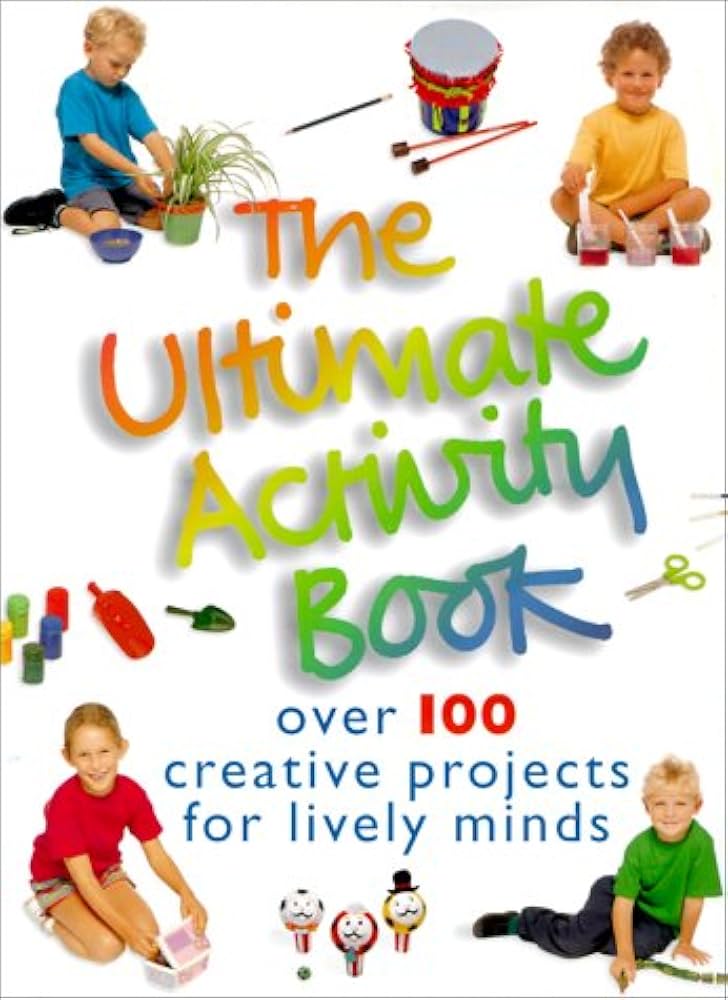 The
Ultimate
Activity
Book
over 100
creative projects
for lively minds